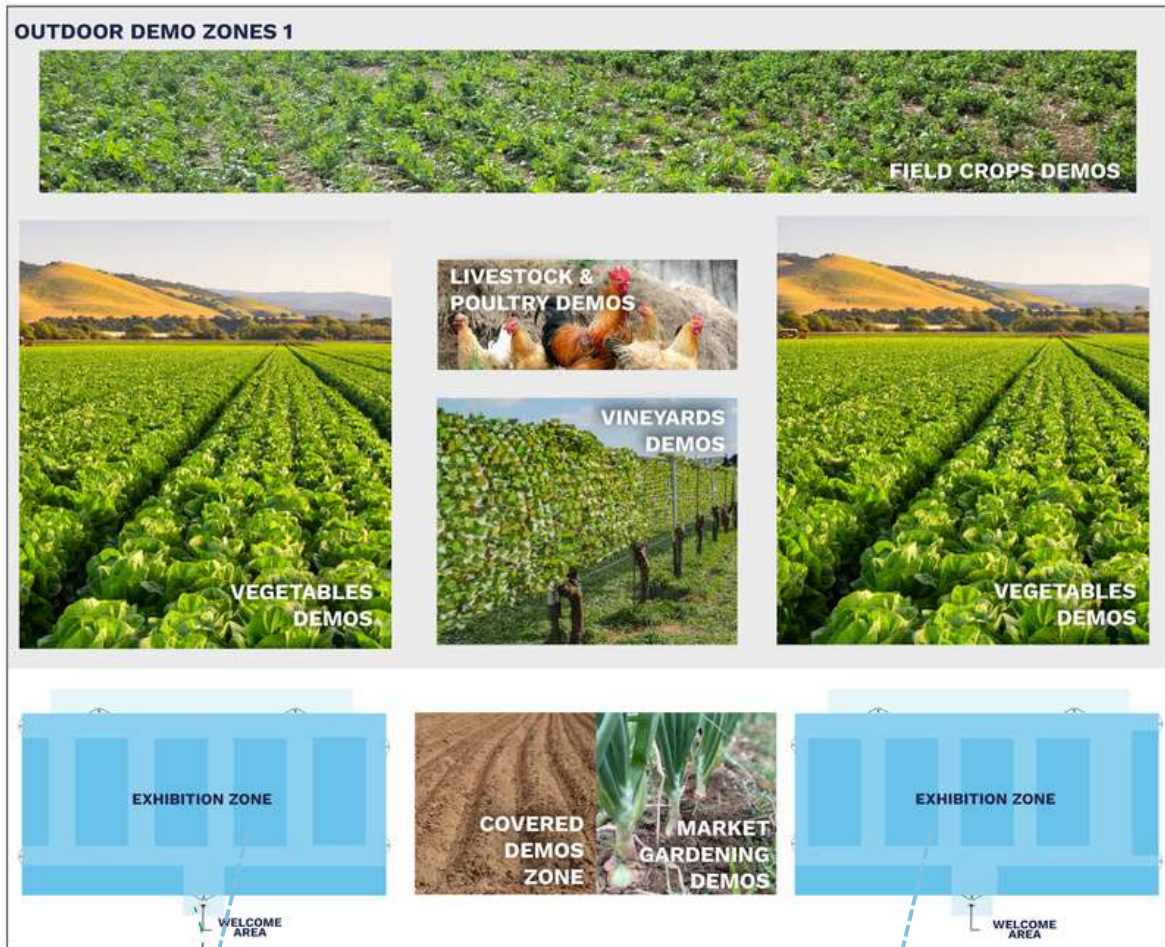 OUTDOOR DEMO ZONES 1
FIELD CROPS DEMOS
LIVESTOCK &
POULTRY DEMOS
VINEYARDS
DEMOS
VEGETABLES
DEMOS
VEGETABLES
DEMOS
EXHIBITION ZONE
COVERED
DEMOS
ZONE
MARKET
GARDENING
DEMOS
EXHIBITION ZONE
WELCOME
AREA
WELCOME
AREA